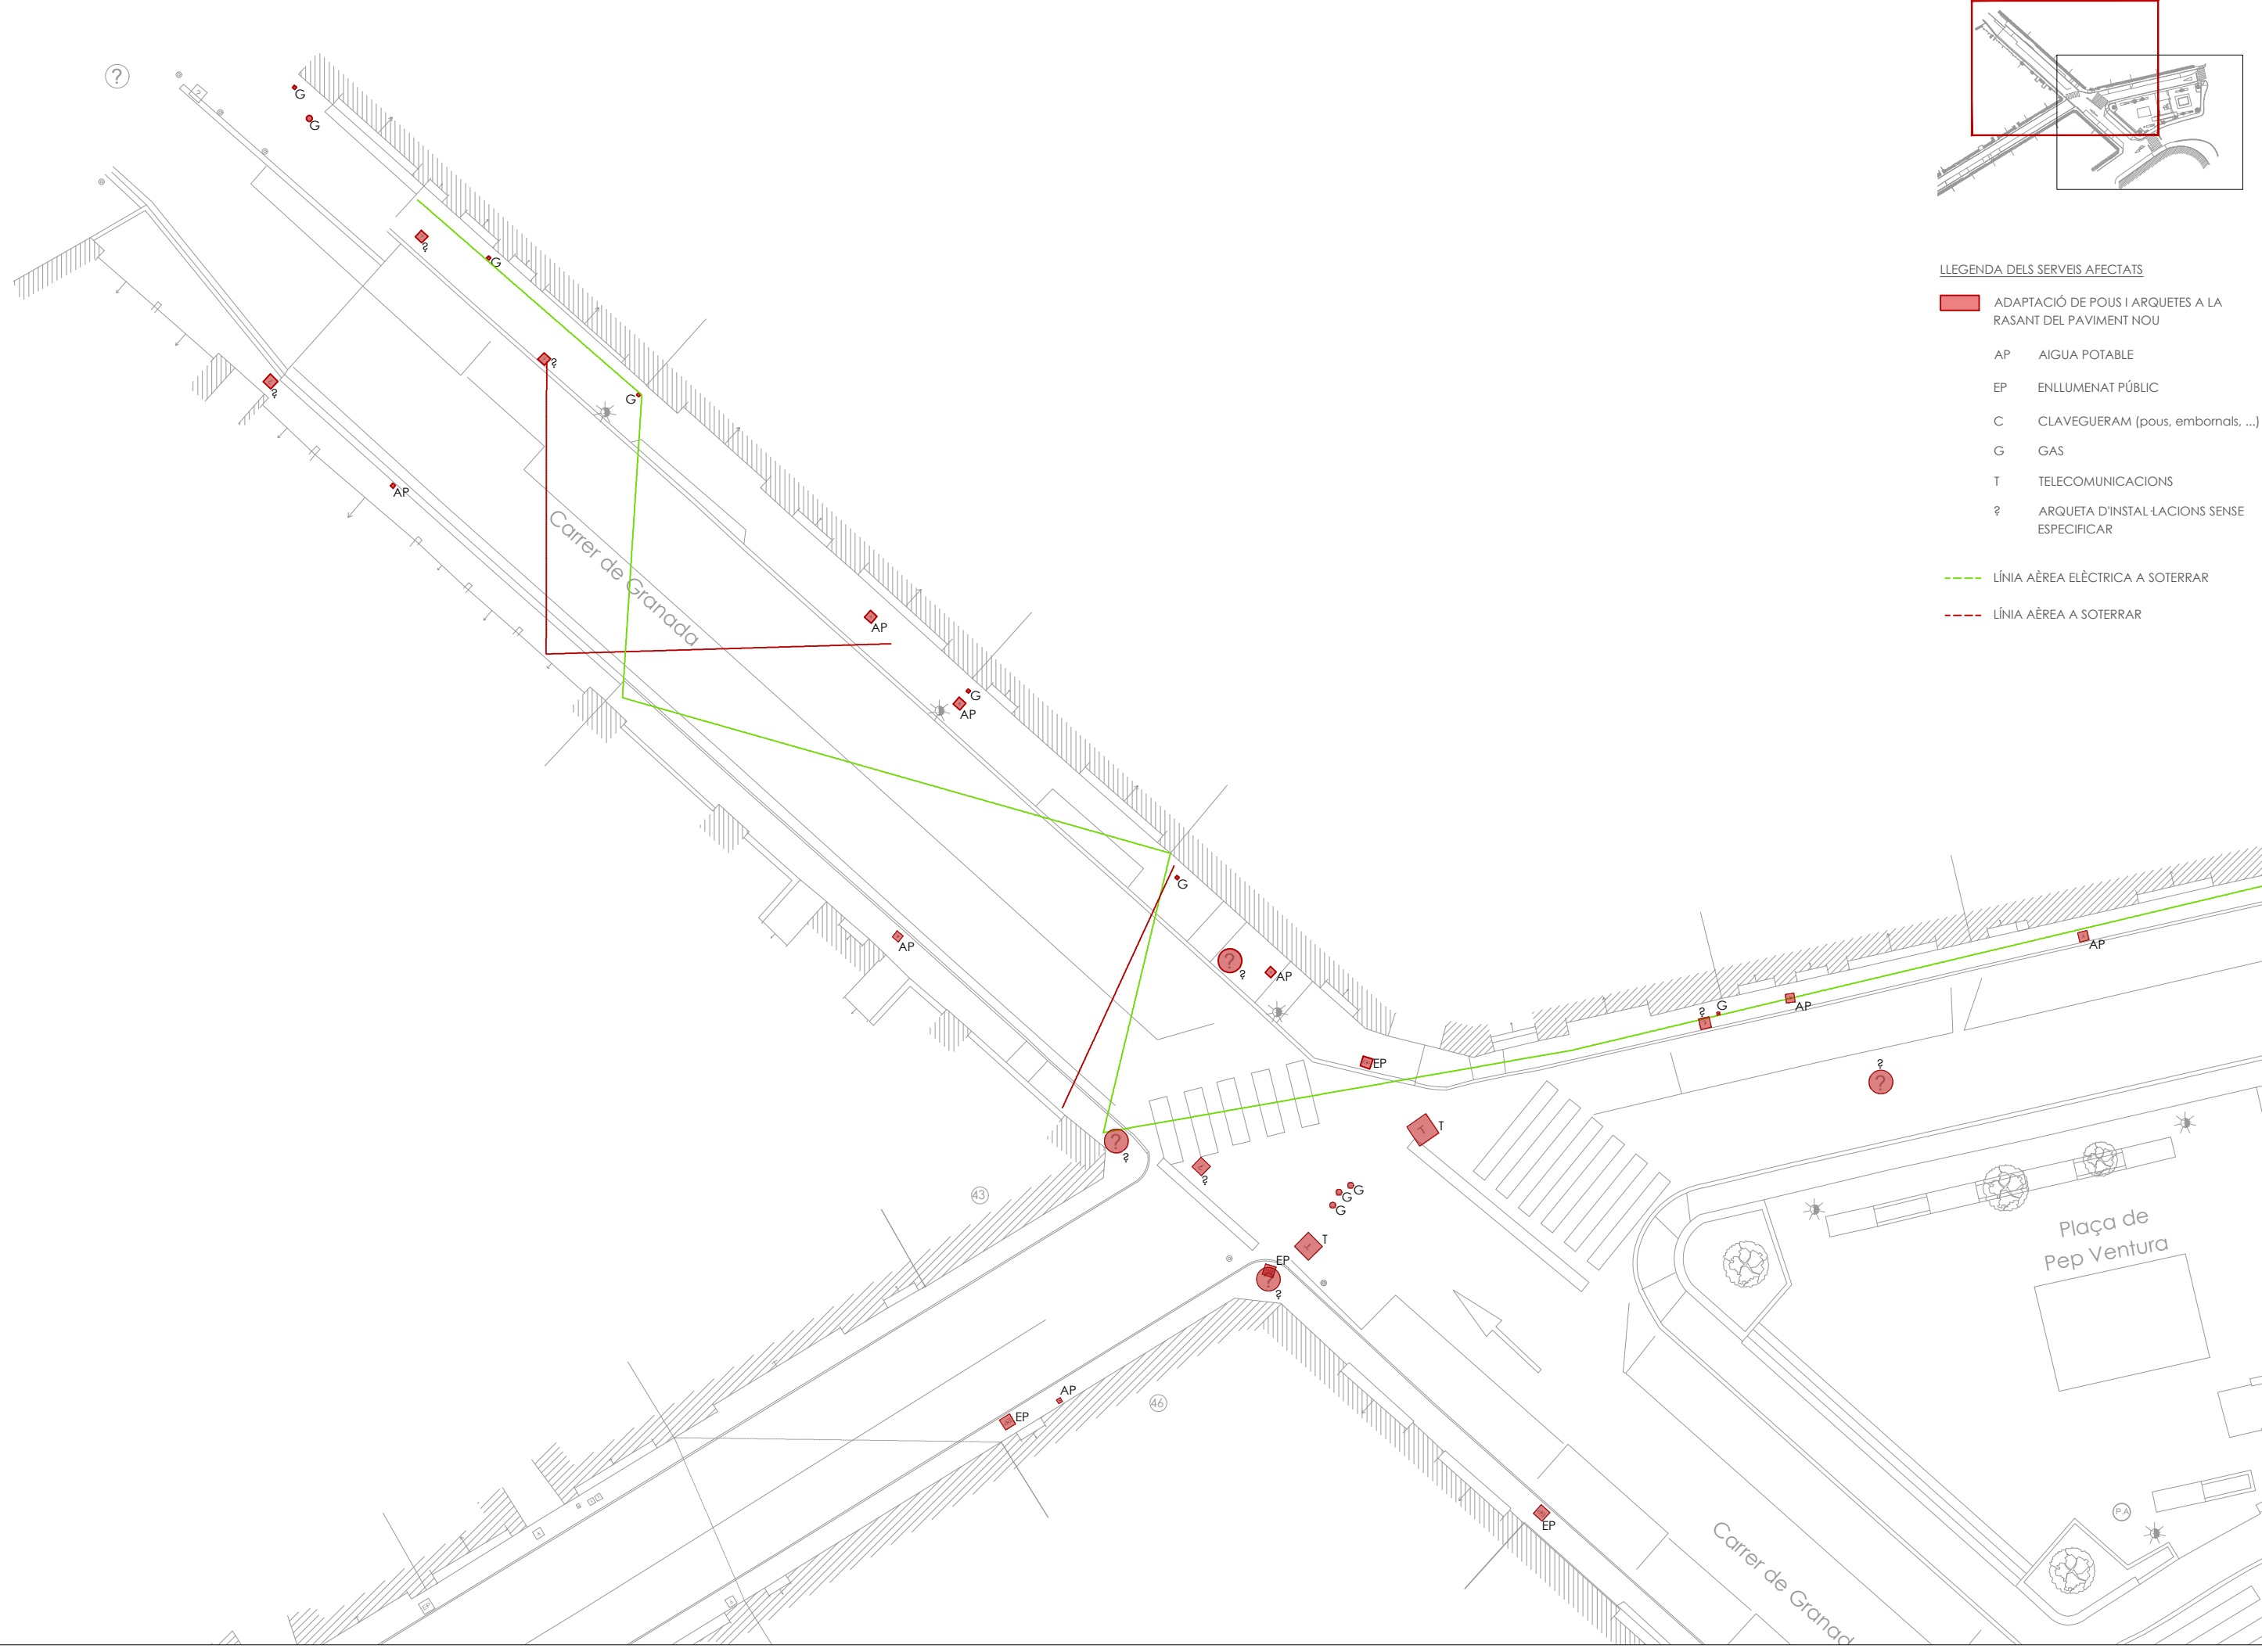 ?
2
G
G
?
G
?
G
?
AP
Carrer de Granada
AP
G
AP
G
AP
?
?
AP
EP
?
G
AP
AP
?
?
?
?
?
T
T
G
G
G
T
T
EP
?
?
43
46
AP
EP
EP
EP
P.A
Plaça de
Pep Ventura
Carrer de Granad
LLEGENDA DELS SERVEIS AFECTATS
ADAPTACIÓ DE POUS I ARQUETES A LA
RASANT DEL PAVIMENT NOU
AP AIGUA POTABLE
EP ENLLUMENAT PÚBLIC
C CLAVEGUERAM (pous, embornals, ...)
G GAS
T TELECOMUNICACIONS
? ARQUETA D'INSTAL·LACIONS SENSE
ESPECIFICAR
LÍNIA AÈREA ELÈCTRICA A SOTERRAR
LÍNIA AÈREA A SOTERRAR